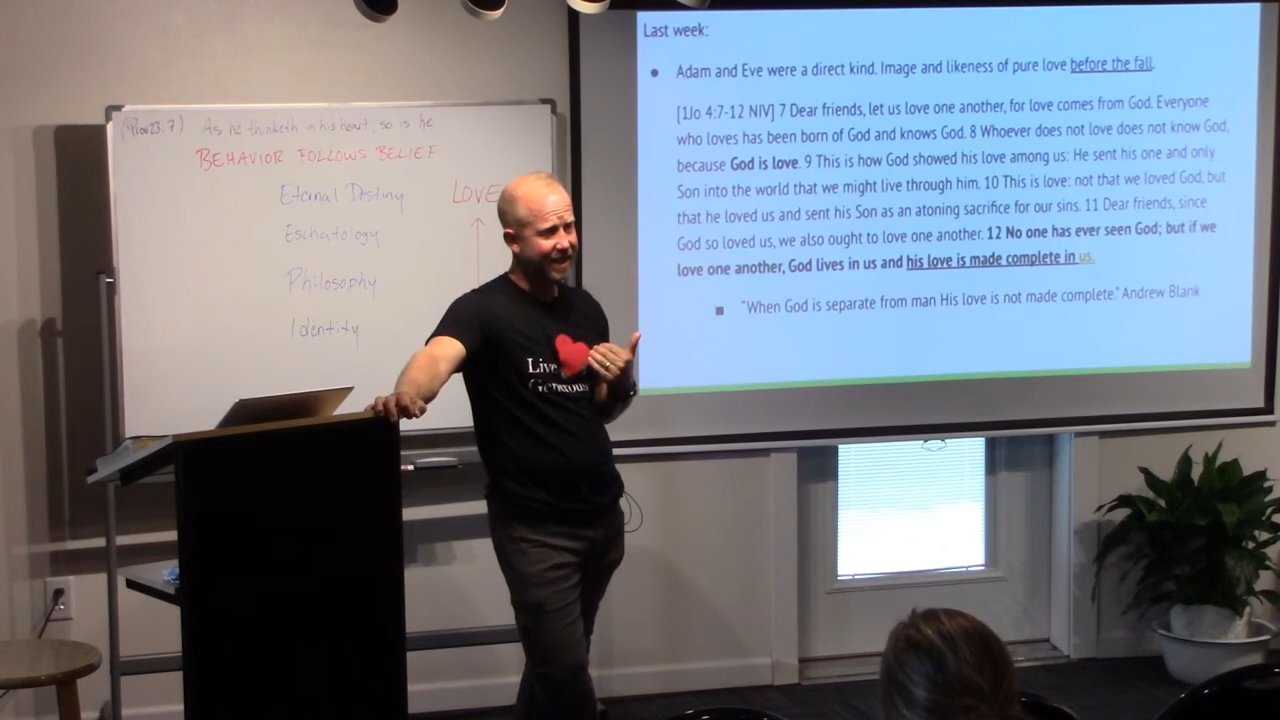 (Prov 23:7) As he thinketh in his heart, so is he
BEHAVIOR FOLLOWS BELIEF
Eternal Destiny
LOVE
Eschatology
Philosophy
Identity
Live
Generous
Last week:
Adam and Eve were a direct kind. Image and likeness of pure love before the fall.
[1Jo 4:7-12 NIV] 7 Dear friends, let us love one another, for love comes from God. Everyone
who loves has been born of God and knows God. 8 Whoever does not love does not know God,
because God is love. 9 This is how God showed his love among us: He sent his one and only
Son into the world that we might live through him. 10 This is love: not that we loved God, but
that he loved us and sent his Son as an atoning sacrifice for our sins. 11 Dear friends, since
God so loved us, we also ought to love one another. 12 No one has ever seen God; but if we
love one another, God lives in us and his love is made complete in us.
"When God is separate from man His love is not made complete." Andrew Blank